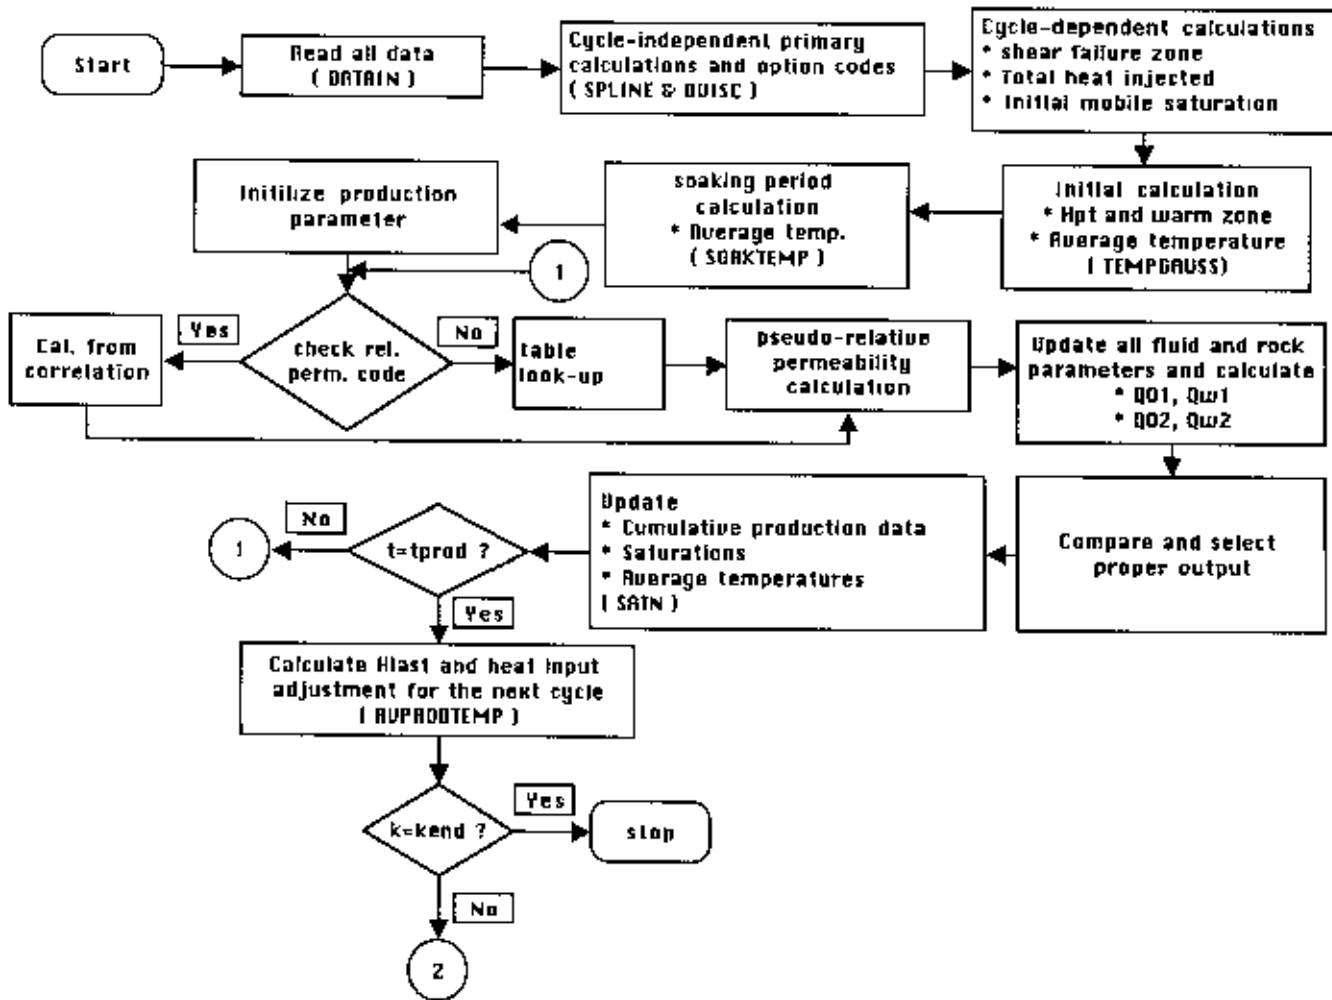 Start
Read all data
( DATAIN )
Cycle-independent primary
calculations and option codes
( SPLINE & OVISC )
Cycle-dependent calculations
* shear failure zone
* Total heat injected
* Initial mobile saturation
Initilize production
parameter
soaking period
calculation
* Average temp.
( SOAKTEMP )
Initial calculation
* Hpt and warm zone
* Average temperature
( TEMPGAUSS)
1
Yes
No
Cal. from
correlation
check rel.
perm. code
table
look-up
pseudo-relative
permeability
calculation
Update all fluid and rock
parameters and calculate
* QO1, Qw1
* QO2, Qw2
No
1
t=tprod ?
Update
* Cumulative production data
* Saturations
* Average temperatures
( SATN )
Compare and select
proper output
Yes
Calculate Hlast and heat input
adjustment for the next cycle
( AVPRODTEMP )
k=kend ?
Yes
stop
No
2